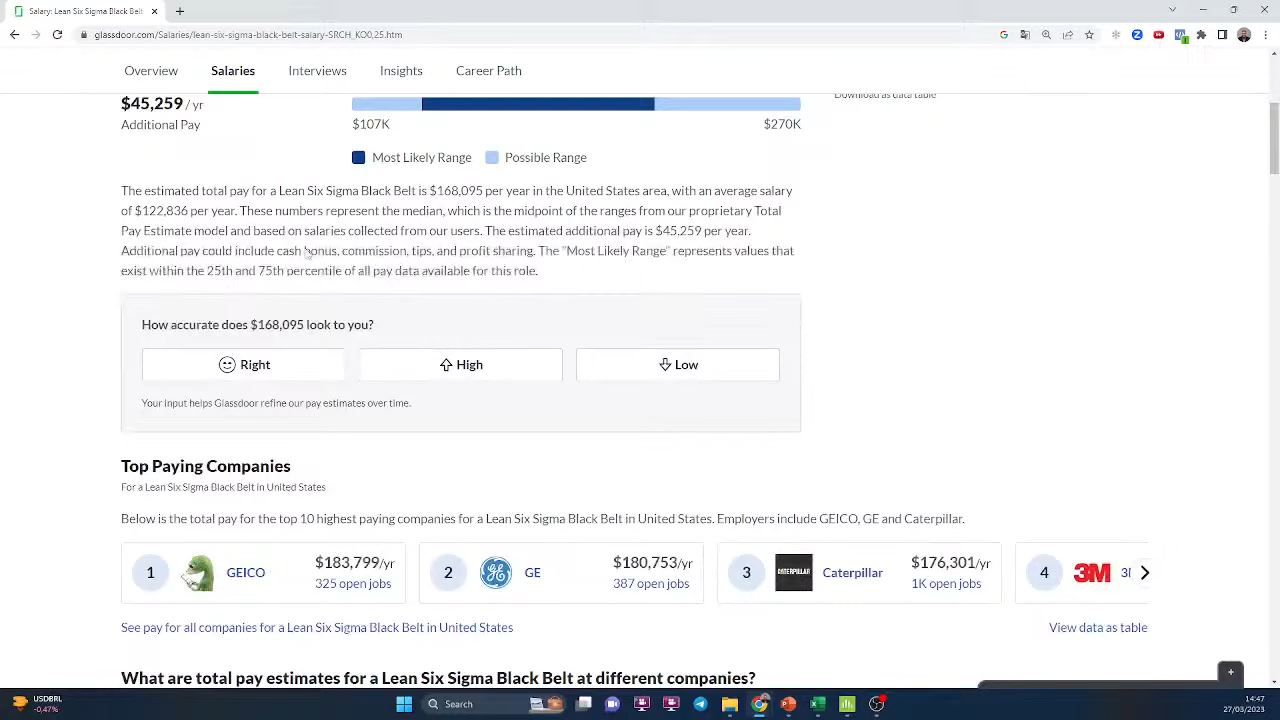 Salary: Lean Six Sigma Black Belt
glassdoor.com/Salaries/lean-six-sigma-black-belt-salary-SRCH_KO0,25.htm
Overview
Salaries
Interviews
Insights
Career Path
$45,259 / yr
Download as data table
Additional Pay
$107K
$270K
Most Likely Range
Possible Range
The estimated total pay for a Lean Six Sigma Black Belt is $168,095 per year in the United States area, with an average salary
of $122,836 per year. These numbers represent the median, which is the midpoint of the ranges from our proprietary Total
Pay Estimate model and based on salaries collected from our users. The estimated additional pay is $45,259 per year.
Additional pay could include cash bonus, commission, tips, and profit sharing. The "Most Likely Range" represents values that
exist within the 25th and 75th percentile of all pay data available for this role.
How accurate does $168,095 look to you?
Right
High
Low
Your input helps Glassdoor refine our pay estimates over time.
Top Paying Companies
For a Lean Six Sigma Black Belt in United States
Below is the total pay for the top 10 highest paying companies for a Lean Six Sigma Black Belt in United States. Employers include GEICO, GE and Caterpillar.
1
GEICO
$183,799/yr
325 open jobs
2
GE
$180,753/yr
387 open jobs
3
CATERPILLAR
Caterpillar
$176,301/yr
1K open jobs
4
3M
See pay for all companies for a Lean Six Sigma Black Belt in United States
View data as table
What are total pay estimates for a Lean Six Sigma Black Belt at different companies?
USDBRL
-0,47%
Search
14:47
27/03/2023